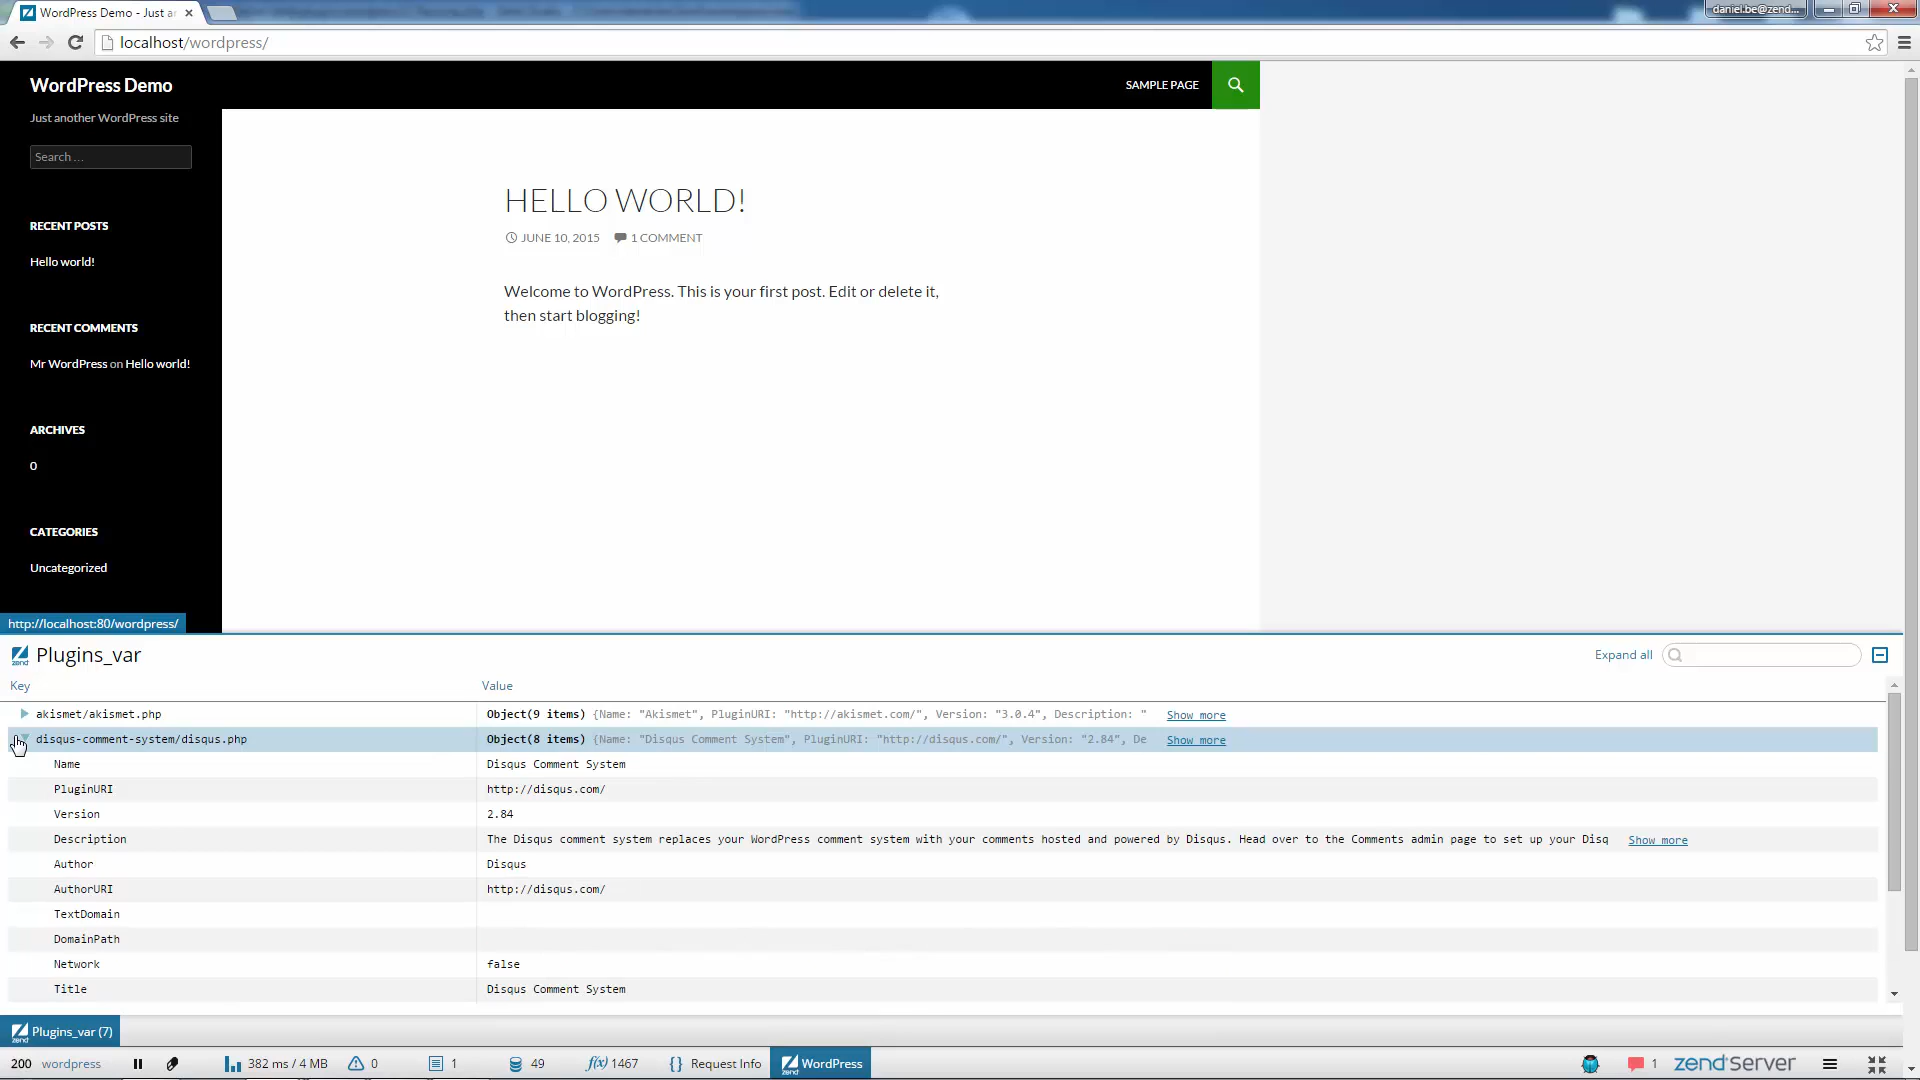 WordPress Demo - Just ar
daniel.be@zend...
localhost/wordpress/
WordPress Demo
SAMPLE PAGE
Just another WordPress site
Search ...
HELLO WORLD!
RECENT POSTS
JUNE 10, 2015 1 COMMENT
Hello world!
Welcome to WordPress. This is your first post. Edit or delete it,
then start blogging!
RECENT COMMENTS
Mr WordPress on Hello world!
ARCHIVES
0
CATEGORIES
Uncategorized
http://localhost:80/wordpress/
zend Plugins_var
Expand all
Key Value
akismet/akismet.php Object(9 items) {Name: "Akismet", PluginURI: "http://akismet.com/", Version: "3.0.4", Description: " Show more
disqus-comment-system/disqus.php Object(8 items) {Name: "Disqus Comment System", PluginURI: "http://disqus.com/", Version: "2.84", De Show more
Name Disqus Comment System
PluginURI http://disqus.com/
Version 2.84
Description The Disqus comment system replaces your WordPress comment system with your comments hosted and powered by Disqus. Head over to the Comments admin page to set up your Disq Show more
Author Disqus
AuthorURI http://disqus.com/
TextDomain
DomainPath
Network false
Title Disqus Comment System
zend Plugins_var (7)
200 wordpress 382 ms / 4 MB 0 1 49 f(x) 1467 {} Request Info zend WordPress 1 zend Server